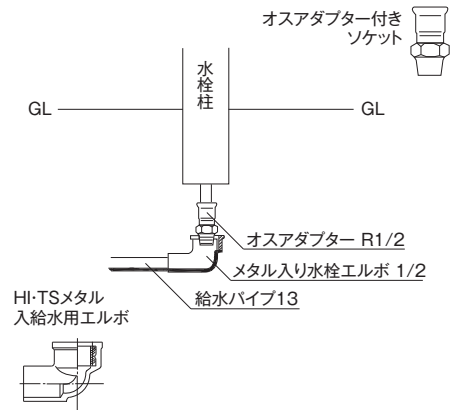 オスアダプター付き
ソケット
水栓柱
GL
GL
オスアダプター R1/2
メタル入り水栓エルボ 1/2
給水パイプ13
HI·TSメタル
入給水用エルボ